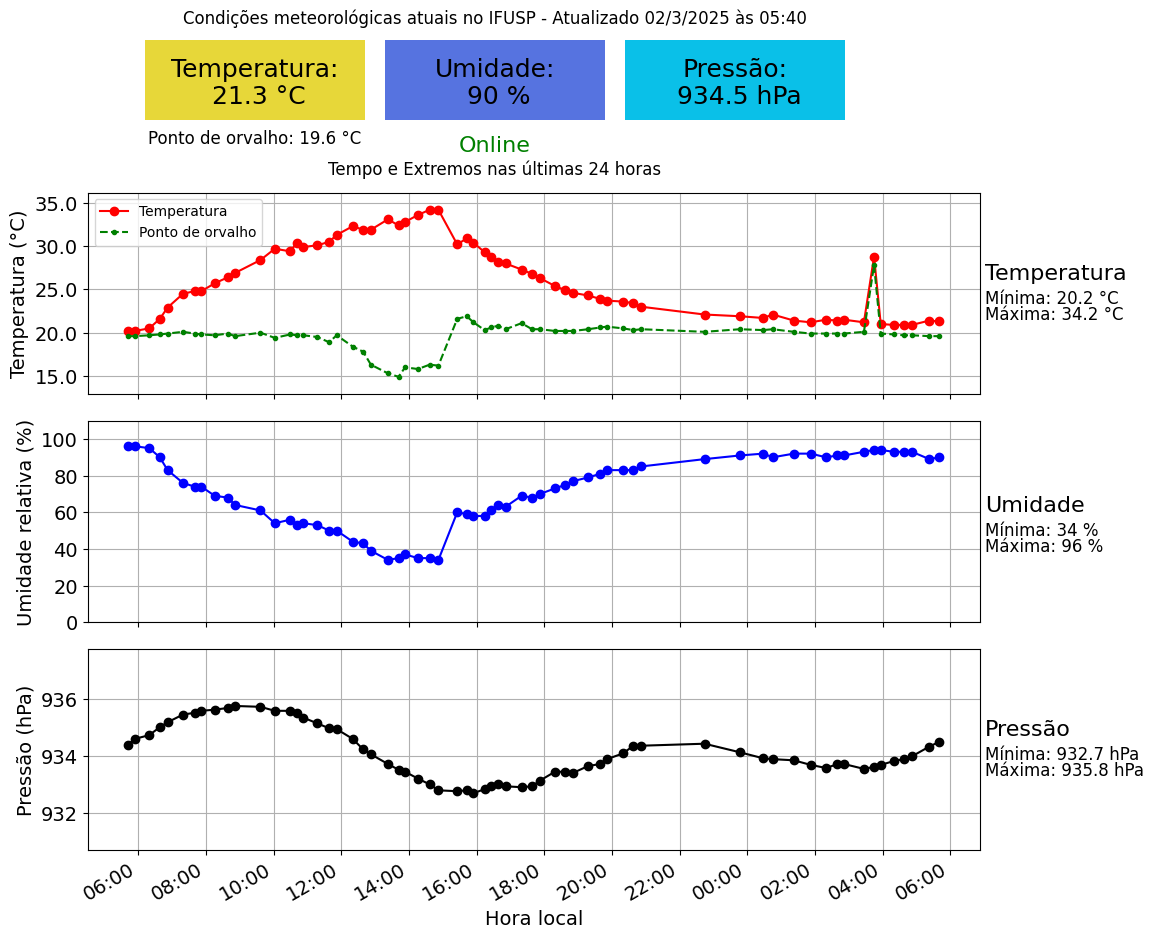 Condições meteorológicas atuais no IFUSP - Atualizado 02/3/2025 às 05:40
Temperatura:
21.3 °C
Umidade:
90 %
Pressão:
934.5 hPa
Ponto de orvalho: 19.6 °C
Online
Tempo e Extremos nas últimas 24 horas
Temperatura (°C)
35.0
30.0
25.0
20.0
15.0
Temperatura
Ponto de orvalho
Temperatura
Mínima: 20.2 °C
Máxima: 34.2 °C
Umidade relativa (%)
100
80
60
40
20
0
Umidade
Mínima: 34 %
Máxima: 96 %
Pressão (hPa)
936
934
932
Pressão
Mínima: 932.7 hPa
Máxima: 935.8 hPa
06:00 08:00 10:00 12:00 14:00 16:00 18:00 20:00 22:00 00:00 02:00 04:00 06:00
Hora local